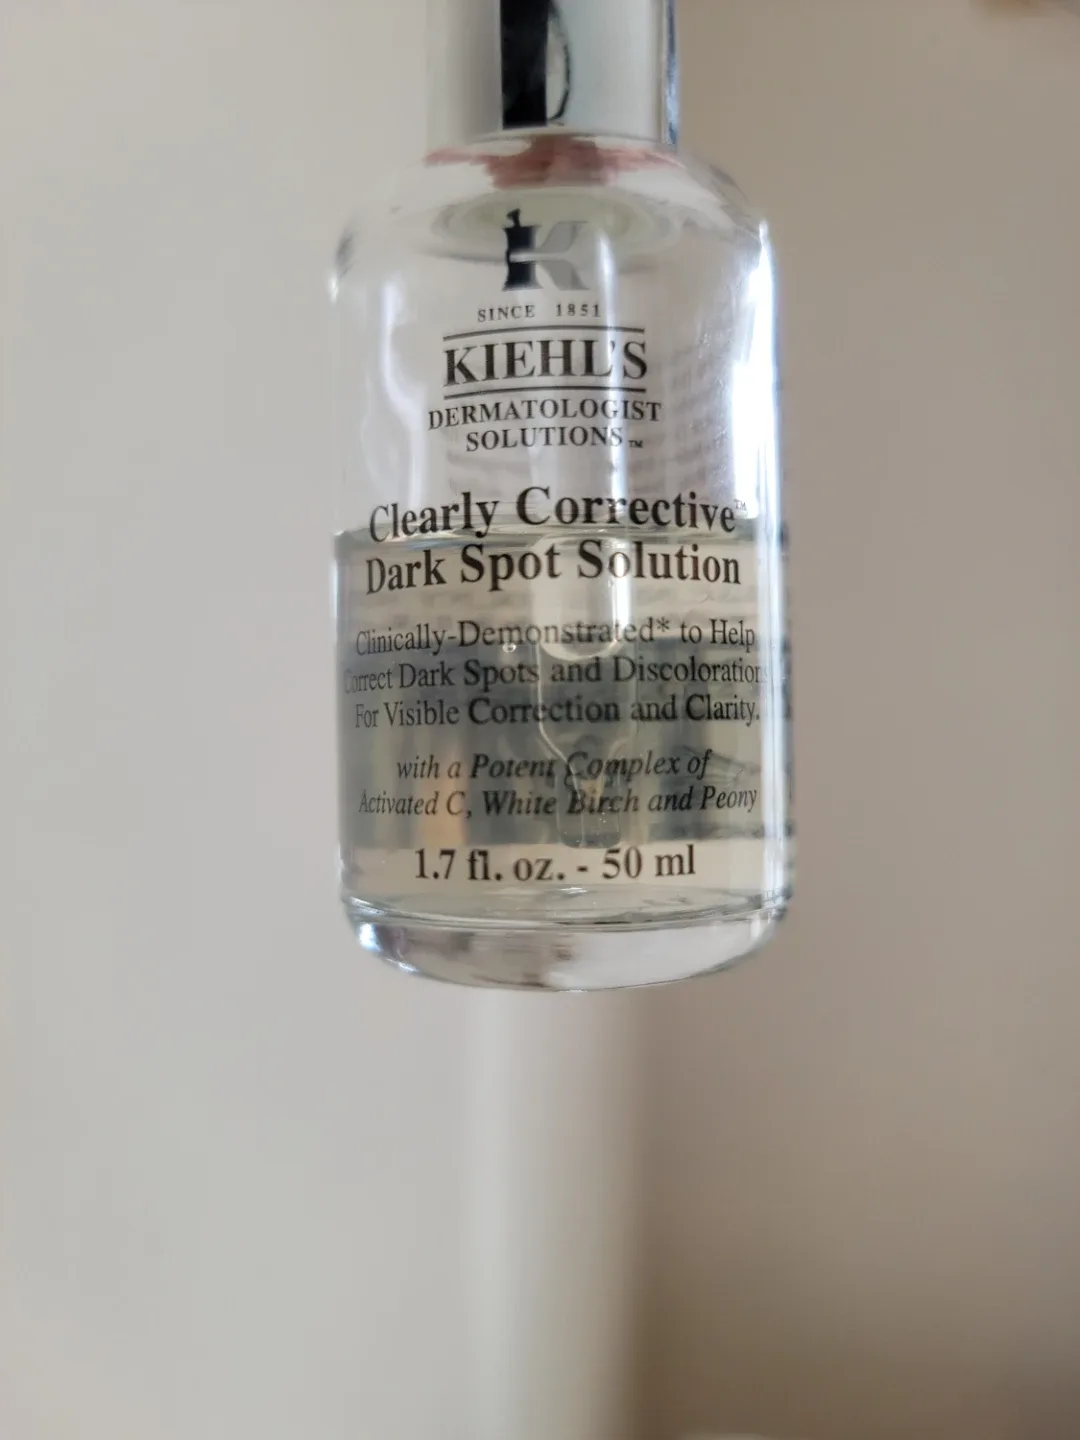 K
SINCE 1851
KIEHL'S
DERMATOLOGIST
SOLUTIONS™
Clearly Corrective™
Dark Spot Solution
Clinically-Demonstrated* to Help
Correct Dark Spots and Discoloration
For Visible Correction and Clarity.
with a Potent Complex of
Activated C, White Birch and Peony
1.7 fl. oz. - 50 ml